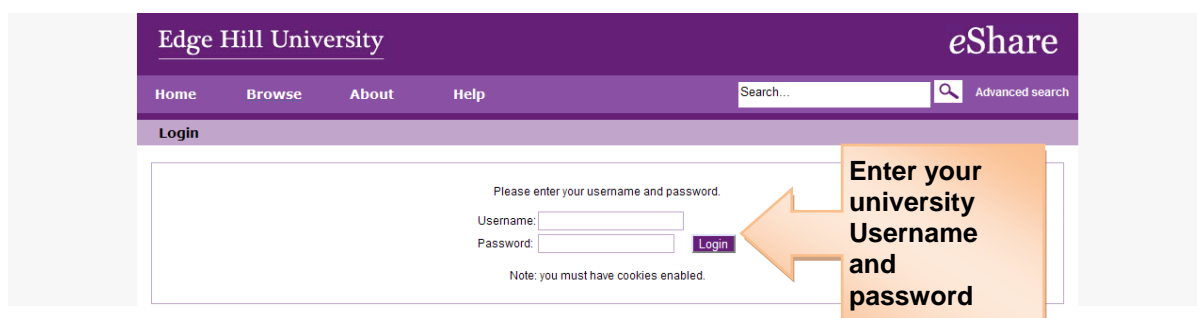 Edge Hill University eShare
Home Browse About Help Search... Advanced search
Login
Please enter your username and password.
Username:
Password: Login
Note: you must have cookies enabled.
Enter your
university
Username
and
password